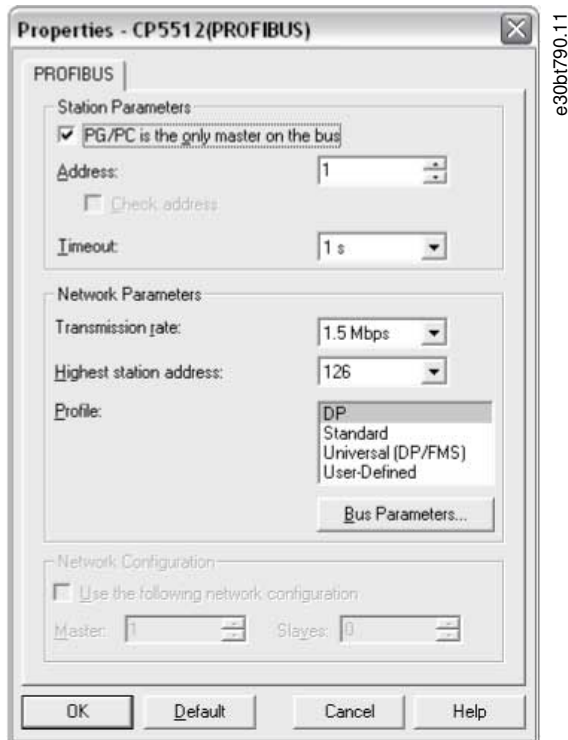 Properties - CP5512(PROFIBUS)
e30bt790.11
PROFIBUS
Station Parameters
PG/PC is the only master on the bus
Address: 1
Check address
Timeout: 1 s
Network Parameters
Transmission rate: 1.5 Mbps
Highest station address: 126
Profile: DP
Standard
Universal (DP/FMS)
User-Defined
Bus Parameters...
Network Configuration
Use the following network configuration
Master: 1 Slaves: 0
OK Default Cancel Help